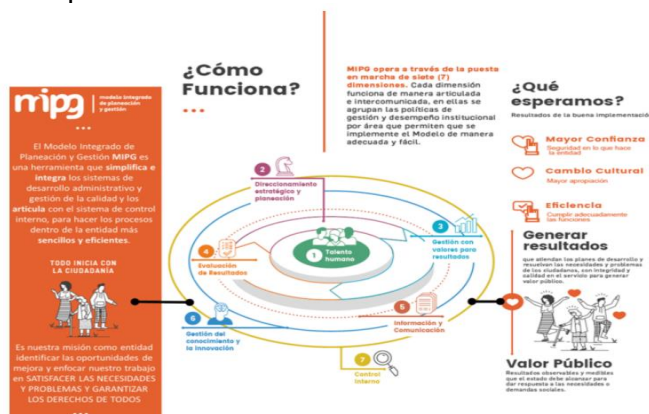 mipg
modelo integrado
de planeación
y gestión
El Modelo Integrado de
Planeación y Gestión MIPG es
una herramienta que simplifica e
integra los sistemas de
desarrollo administrativo y
gestión de la calidad y los
articula con el sistema de control
interno, para hacer los procesos
dentro de la entidad más
sencillos y eficientes.
TODO INICIA CON
LA CIUDADANÍA
Es nuestra misión como entidad
identificar las oportunidades de
mejora y enfocar nuestro trabajo
en SATISFACER LAS NECESIDADES
Y PROBLEMAS Y GARANTIZAR
LOS DERECHOS DE TODOS
¿Cómo
Funciona?
MIPG opera a través de la puesta
en marcha de siete (7)
dimensiones. Cada dimensión
funciona de manera articulada
e intercomunicada, en ellas se
agrupan las políticas de
gestión y desempeño institucional
por área que permiten que se
implemente el Modelo de manera
adecuada y fácil.
2
Direccionamiento
estratégico y
planeación
3
Gestión con
valores para
resultados
1
Talento
humano
4
Evaluación
de Resultados
5
Información y
Comunicación
6
Gestión del
conocimiento y
la innovación
7
Control
Interno
¿Qué
esperamos?
Resultados de la buena implementació
Mayor Confianza
Seguridad en lo que hace
la entidad
Cambio Cultural
Mayor apropiación
Eficiencia
Cumplir adecuadamente
las funciones
Generar
resultados
que atiendan los planes de desarrollo y
resuelvan las necesidades y problemas
de los ciudadanos, con integridad y
calidad en el servicio para generar
valor público.
Valor Público
Resultados observables y medibles
que el estado debe alcanzar para
dar respuesta a las necesidades o
demandas sociales.